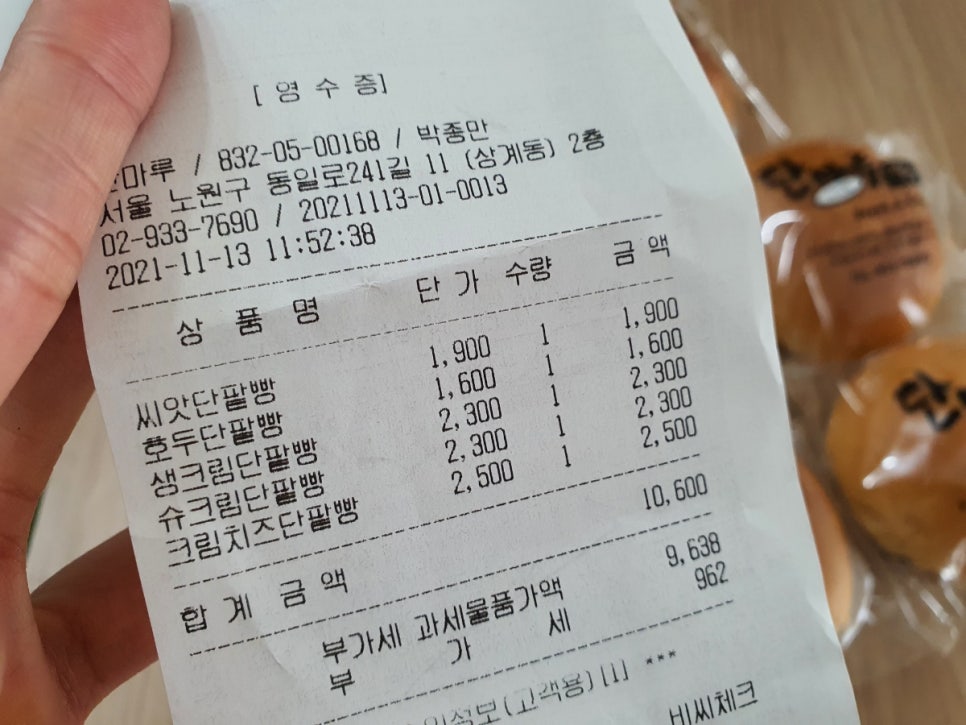 [ 영 수 증]
마루 / 832-05-00168 / 박종만
서울 노원구 동일로241길 11 (상계동) 2층
02-933-7690 / 20211113-01-0013
2021-11-13 11:52:38
상 품 명 단 가 수량 금 액
씨앗단팥빵 1,900 1 1,900
호두단팥빵 1,600 1 1,600
생크림단팥빵 2,300 1 2,300
슈크림단팥빵 2,300 1 2,300
크림치즈단팥빵 2,500 1 2,500
합 계 금 액 10,600
부가세 과세물품가액 9,638
부 가 세 962
(고객용)[1] ***
비씨체크